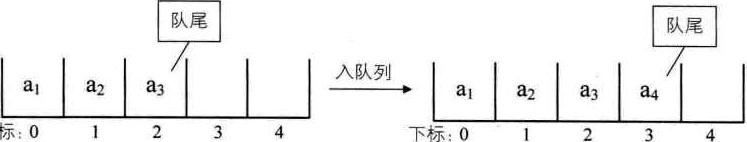 队尾
队尾
a₁ a₂ a₃
入队列
a₁ a₂ a₃ a₄
标: 0 1 2 3 4
下标: 0 1 2 3 4